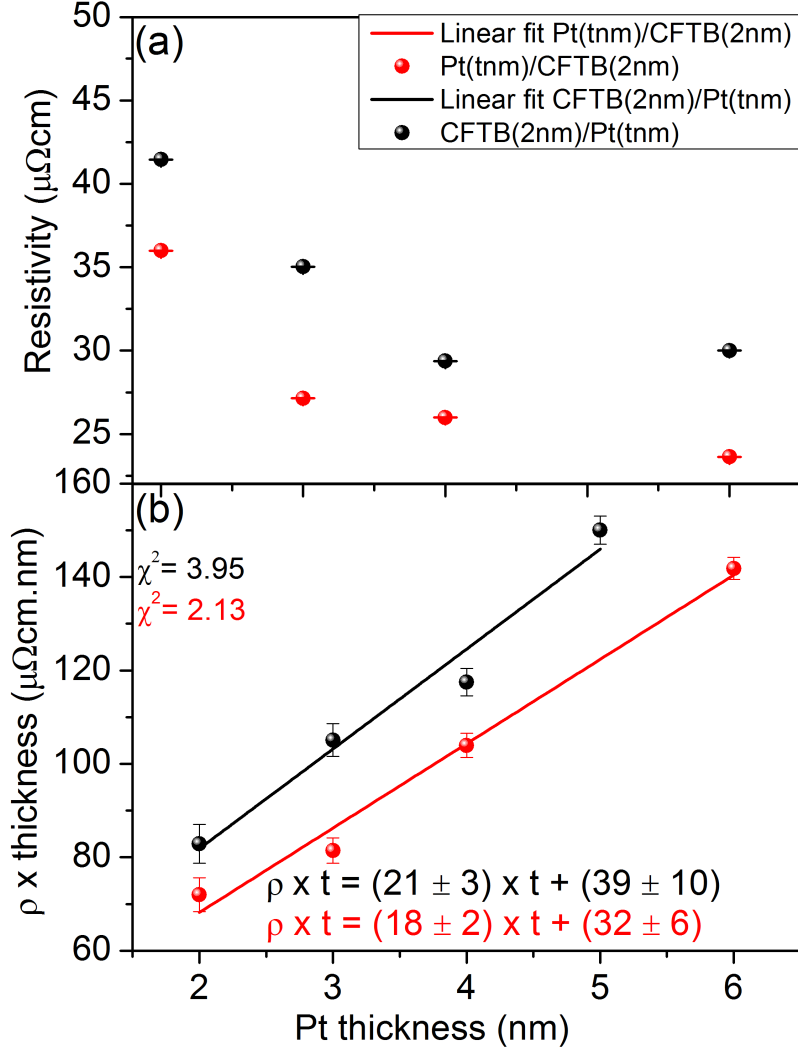 (a)
Linear fit Pt(tnm)/CFTB(2nm)
Pt(tnm)/CFTB(2nm)
Linear fit CFTB(2nm)/Pt(tnm)
CFTB(2nm)/Pt(tnm)
Resistivity (μΩcm)
50
45
40
35
30
25
(b)
χ²= 3.95
χ²= 2.13
ρ x thickness (μΩcm.nm)
160
140
120
100
80
60
ρ x t = (21 ± 3) x t + (39 ± 10)
ρ x t = (18 ± 2) x t + (32 ± 6)
2 3 4 5 6
Pt thickness (nm)